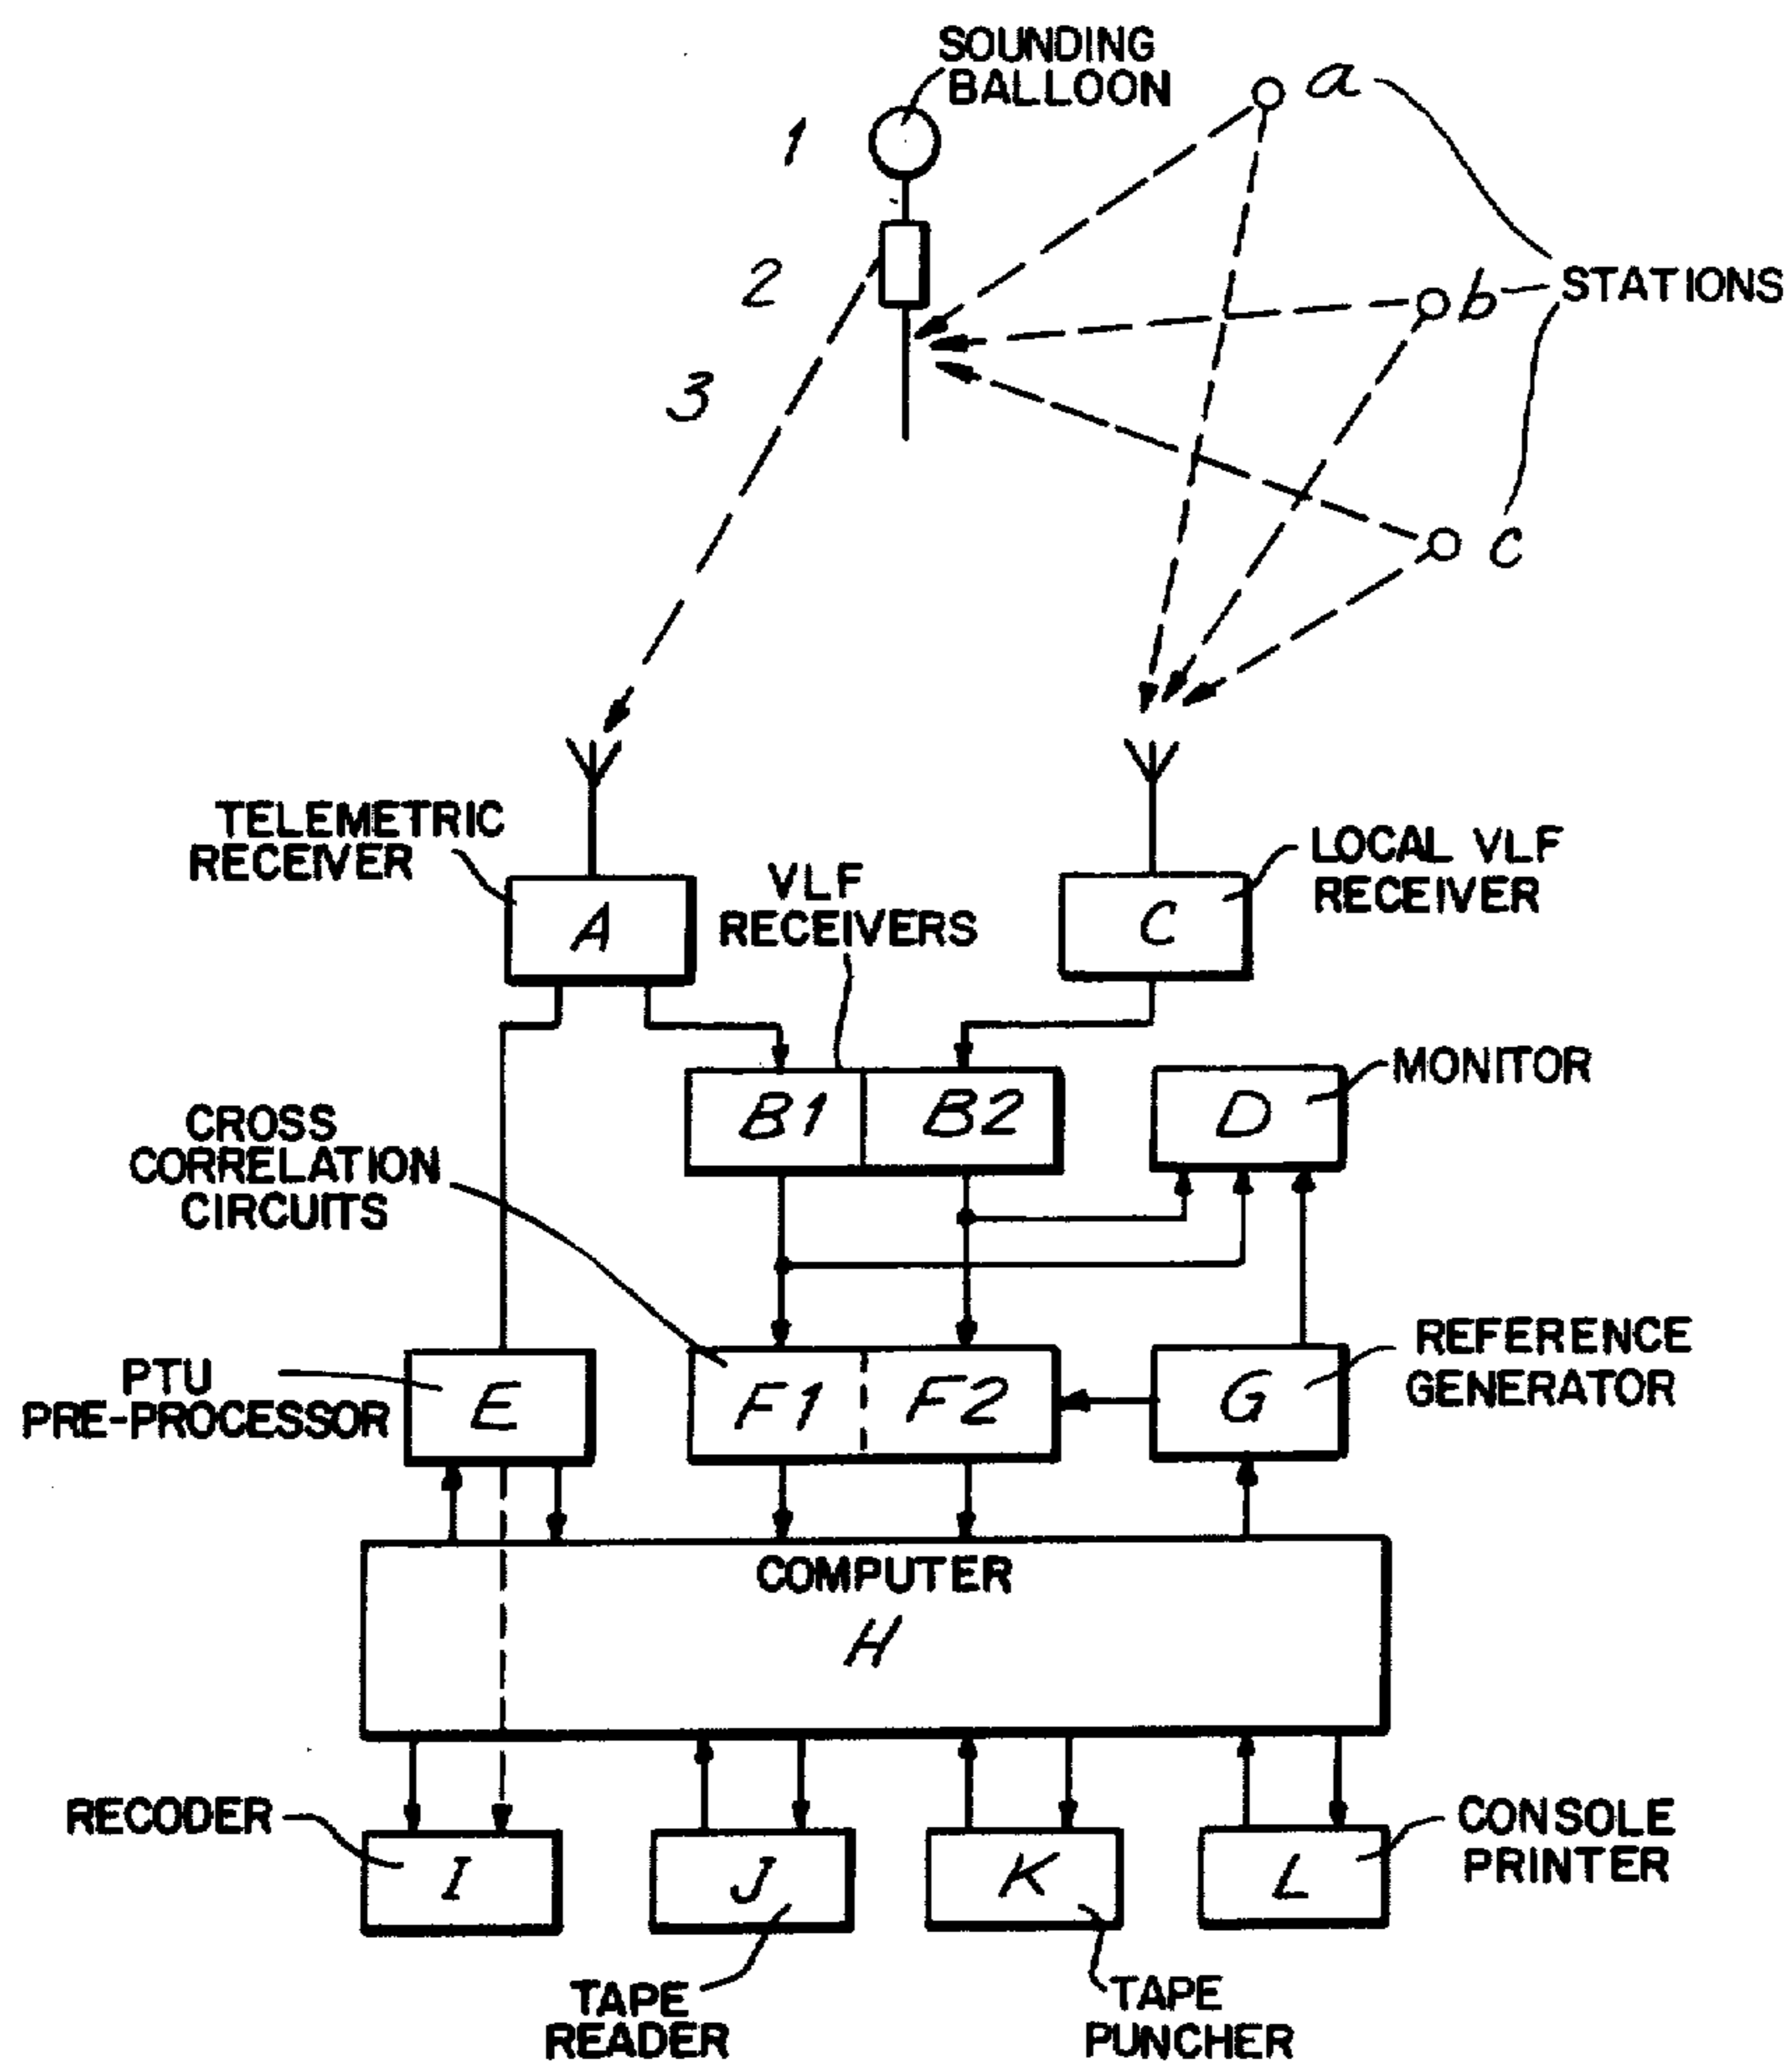 SOUNDING
BALLOON
a
1
2
b
STATIONS
3
c
TELEMETRIC
RECEIVER
VLF
RECEIVERS
LOCAL VLF
RECEIVER
A
C
MONITOR
B1
B2
D
CROSS
CORRELATION
CIRCUITS
REFERENCE
GENERATOR
PTU
PRE-PROCESSOR
E
F1
F2
G
COMPUTER
H
RECODER
CONSOLE
PRINTER
I
J
K
L
TAPE
READER
TAPE
PUNCHER